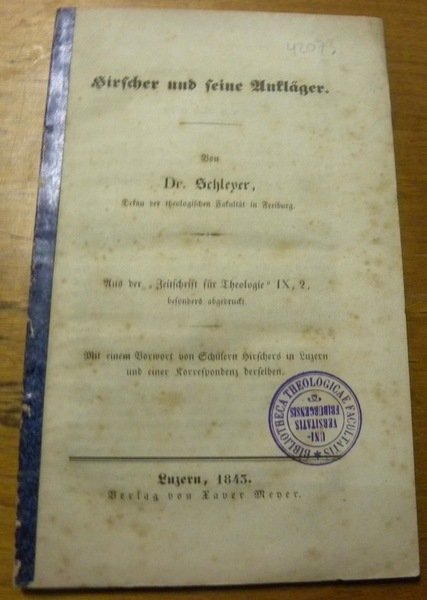 4207.
Hirscher und seine Ankläger.
Von
Dr. Schleyer,
Dekan der theologischen Fakultät in Freiburg.
Aus der „Zeitschrift für Theologie“ IX, 2,
besonders abgedruckt.
Mit einem Vorwort von Schülern Hirschers in Luzern
und einer Korrespondenz derselben.
BIBLIOTHECA THEOLOGICAE FACULTATIS
UNI-
VERSITATIS
FRIBURGENSIS
Luzern, 1843.
Verlag von Xaver Meyer.